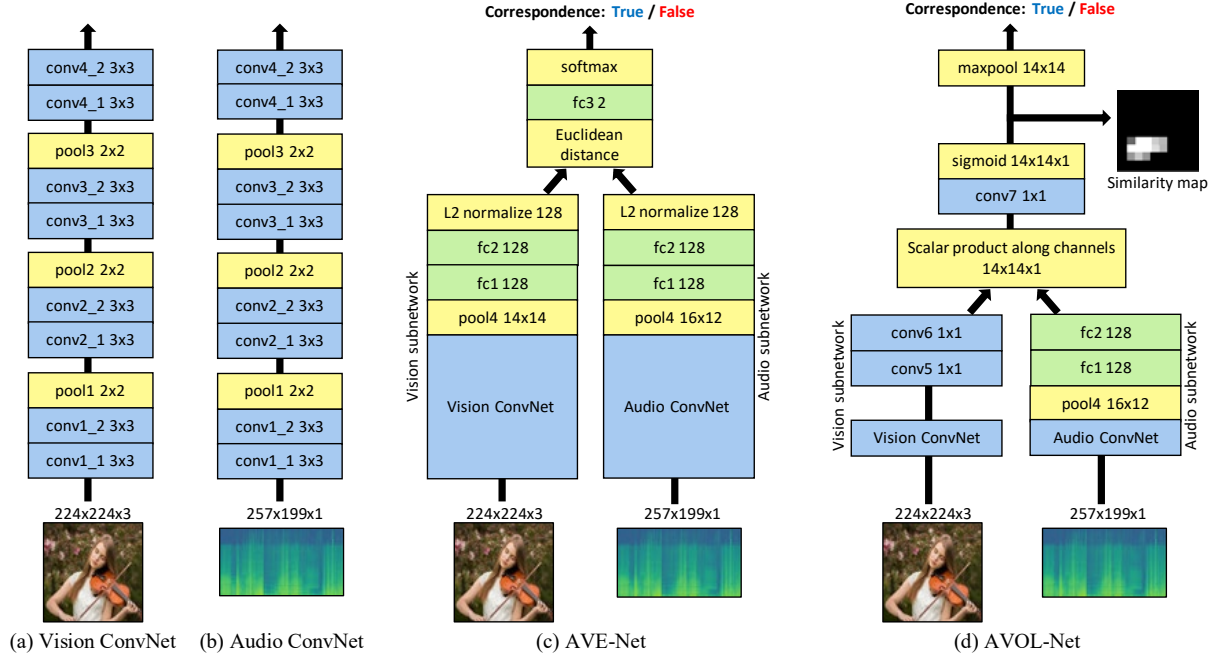 conv4_2 3x3
conv4_1 3x3
pool3 2x2
conv3_2 3x3
conv3_1 3x3
pool2 2x2
conv2_2 3x3
conv2_1 3x3
pool1 2x2
conv1_2 3x3
conv1_1 3x3
224x224x3
(a) Vision ConvNet
conv4_2 3x3
conv4_1 3x3
pool3 2x2
conv3_2 3x3
conv3_1 3x3
pool2 2x2
conv2_2 3x3
conv2_1 3x3
pool1 2x2
conv1_2 3x3
conv1_1 3x3
257x199x1
(b) Audio ConvNet
Correspondence: True / False
softmax
fc3 2
Euclidean
distance
Vision subnetwork
L2 normalize 128
fc2 128
fc1 128
pool4 14x14
Vision ConvNet
224x224x3
L2 normalize 128
fc2 128
fc1 128
pool4 16x12
Audio ConvNet
Audio subnetwork
257x199x1
(c) AVE-Net
Correspondence: True / False
maxpool 14x14
sigmoid 14x14x1
conv7 1x1
Similarity map
Scalar product along channels
14x14x1
Vision subnetwork
conv6 1x1
conv5 1x1
Vision ConvNet
224x224x3
fc2 128
fc1 128
pool4 16x12
Audio ConvNet
Audio subnetwork
257x199x1
(d) AVOL-Net